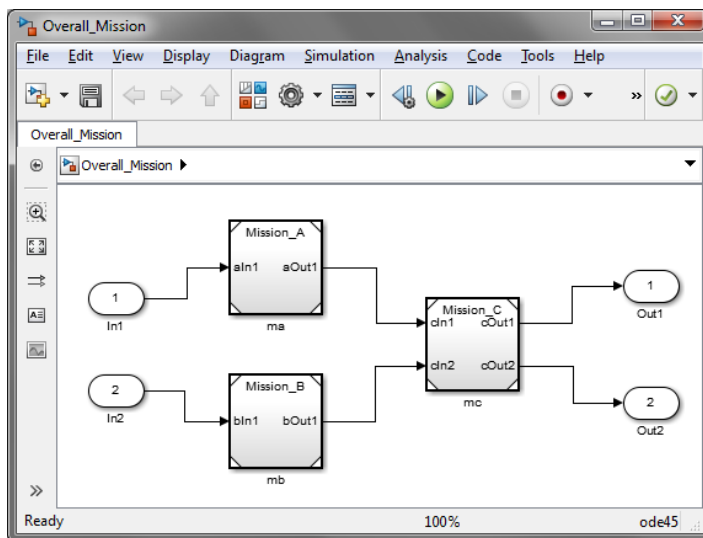 Overall_Mission
File Edit View Display Diagram Simulation Analysis Code Tools Help
Overall_Mission
Overall_Mission
Mission_A
aIn1 aOut1
ma
1
In1
Mission_B
bIn1 bOut1
mb
2
In2
Mission_C
cIn1 cOut1
cIn2 cOut2
mc
1
Out1
2
Out2
Ready 100% ode45